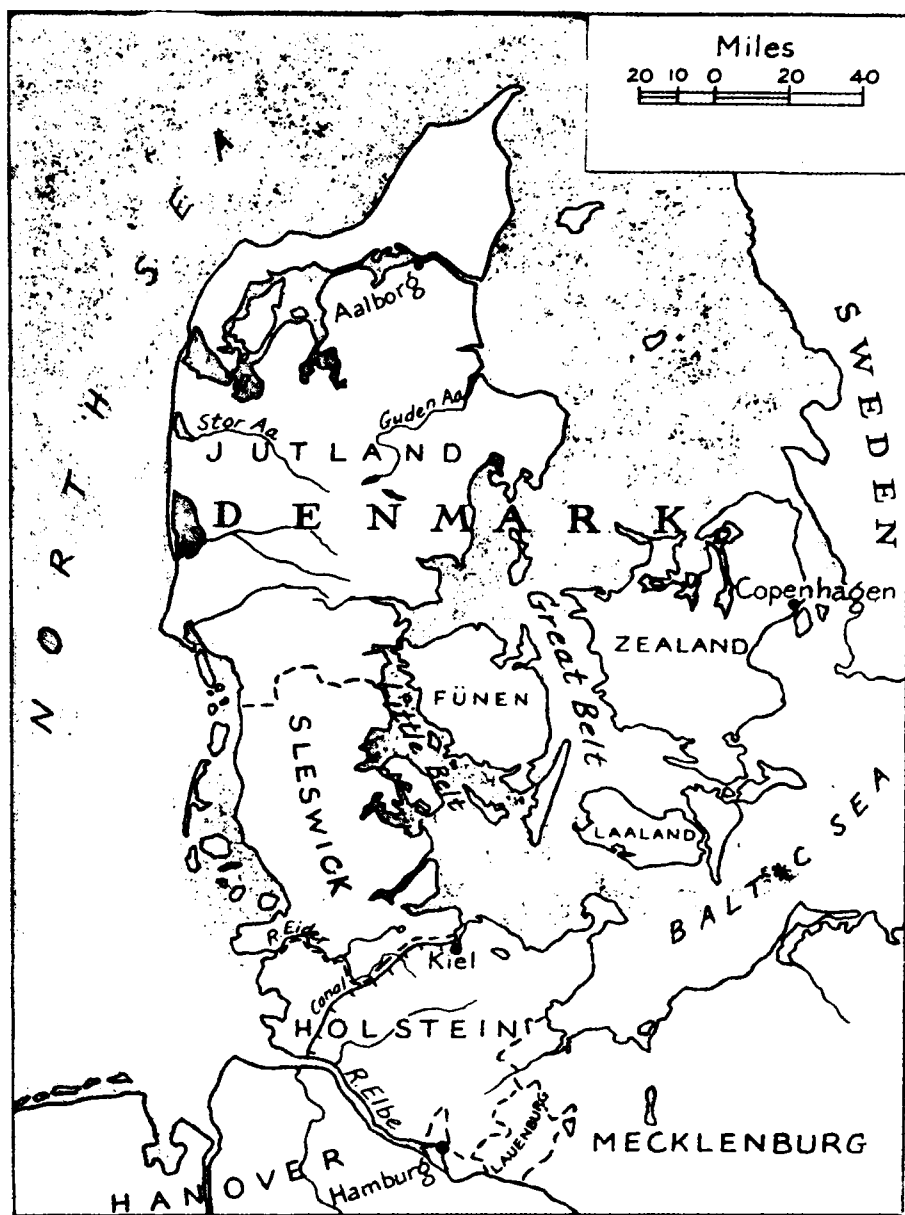 Miles
20 10 0 20 40
NORTH SEA
SWEDEN
Aalborg
Stor Aa
Guden Aa
JUTLAND
DENMARK
Copenhagen
Great Belt
ZEALAND
FÜNEN
Little Belt
SLESWICK
LAALAND
BALTIC SEA
R. Eider
Kiel
Canal
HOLSTEIN
R. Elbe
LAUENBURG
MECKLENBURG
Hamburg
HANOVER